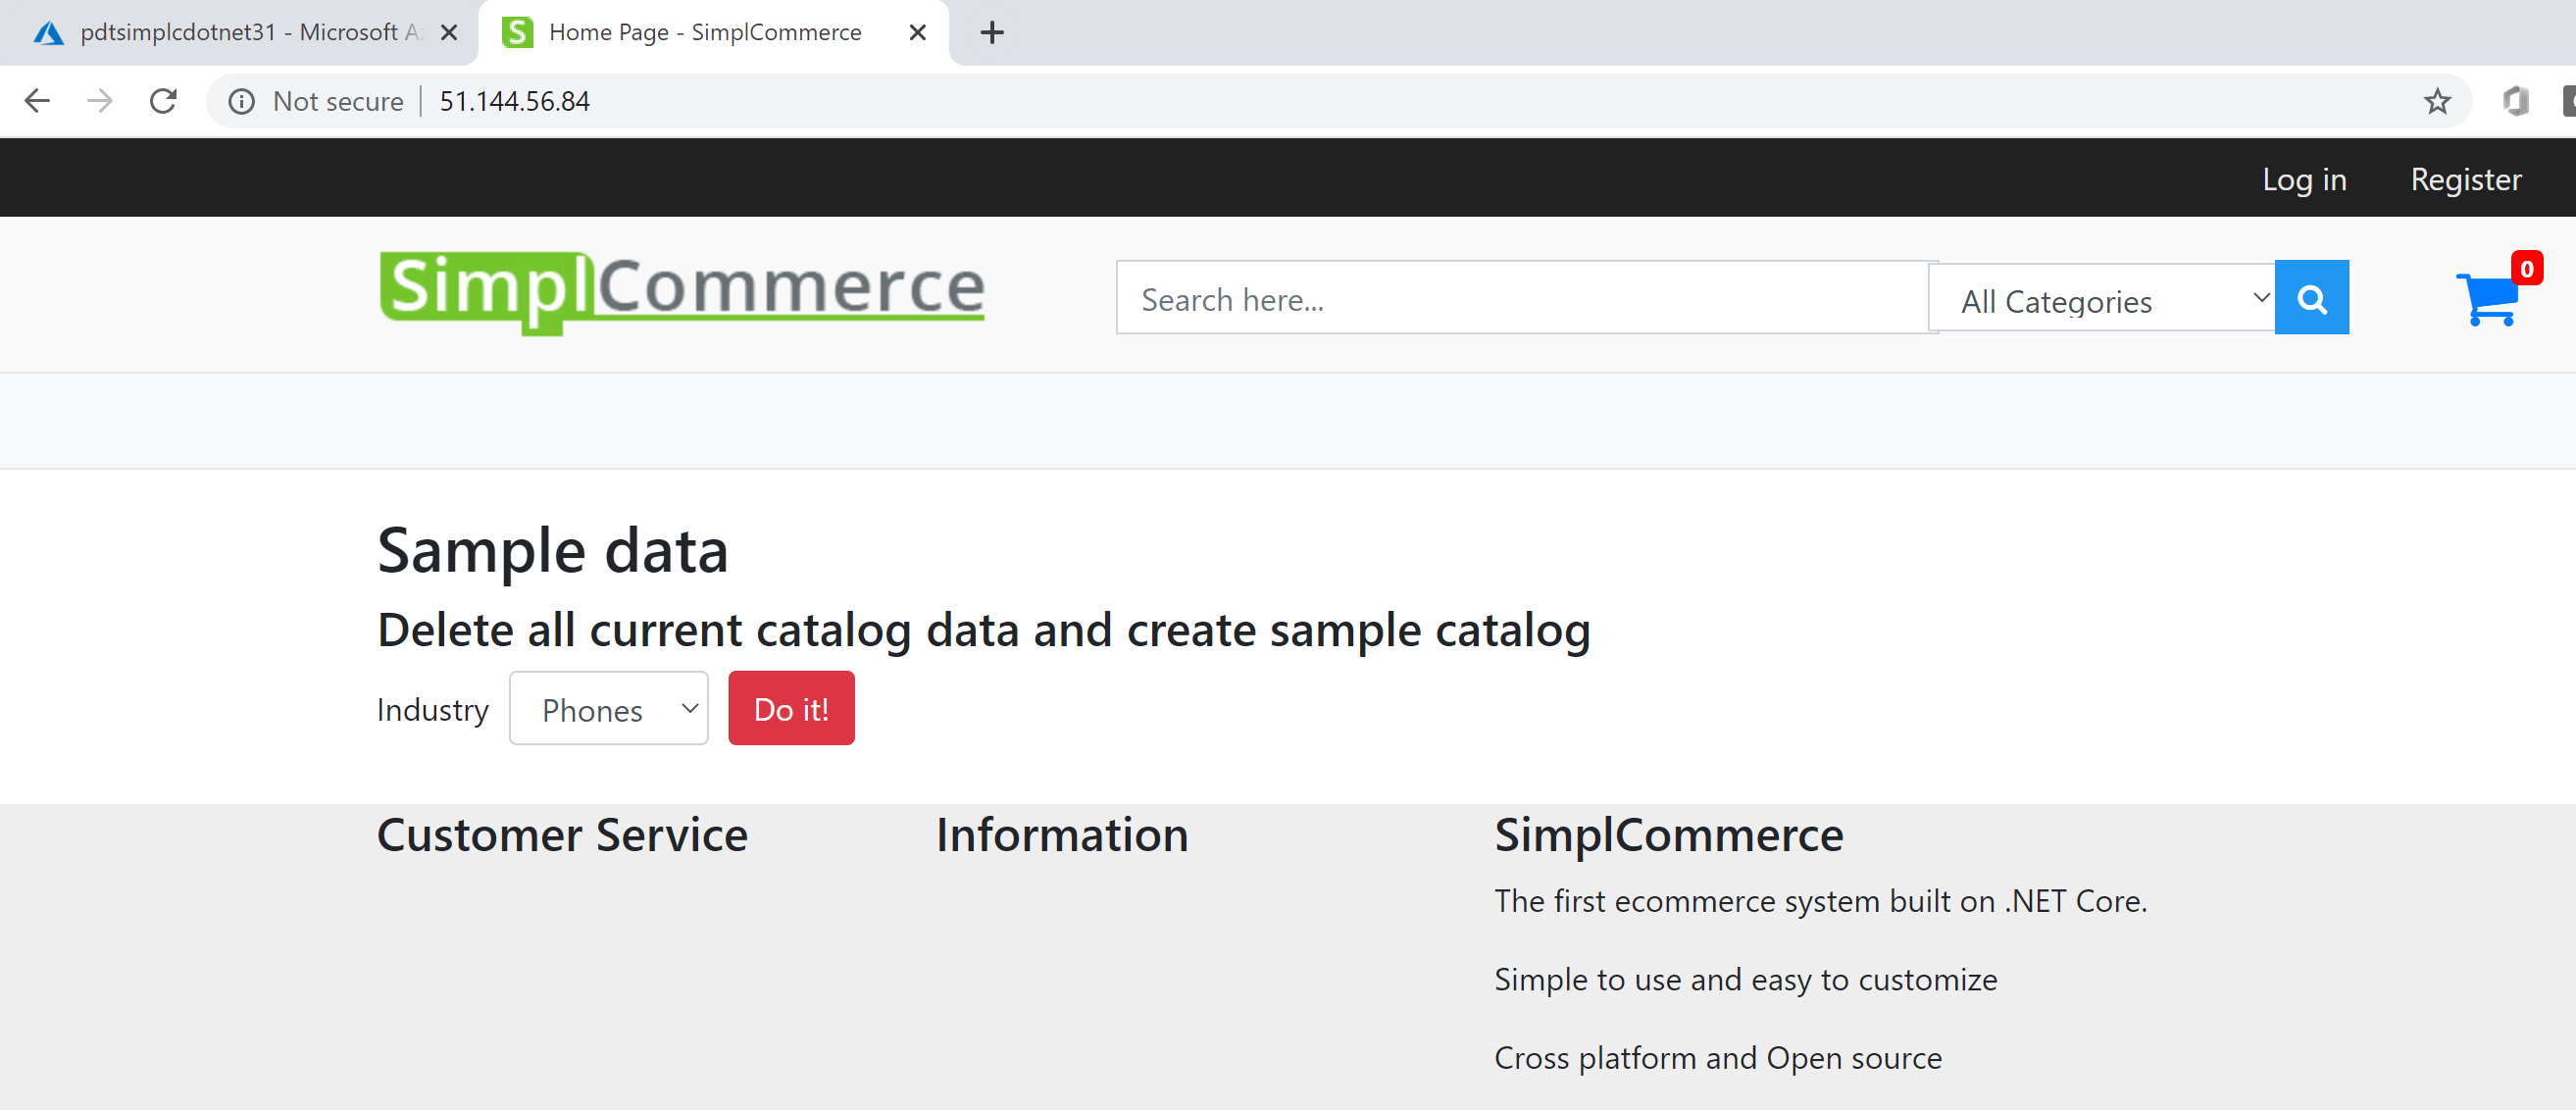 pdtsimplcdotnet31 - Microsoft A
Home Page - SimplCommerce
Not secure | 51.144.56.84
Log in Register
SimplCommerce
Search here...
All Categories
0
Sample data
Delete all current catalog data and create sample catalog
Industry Phones Do it!
Customer Service
Information
SimplCommerce
The first ecommerce system built on .NET Core.
Simple to use and easy to customize
Cross platform and Open source